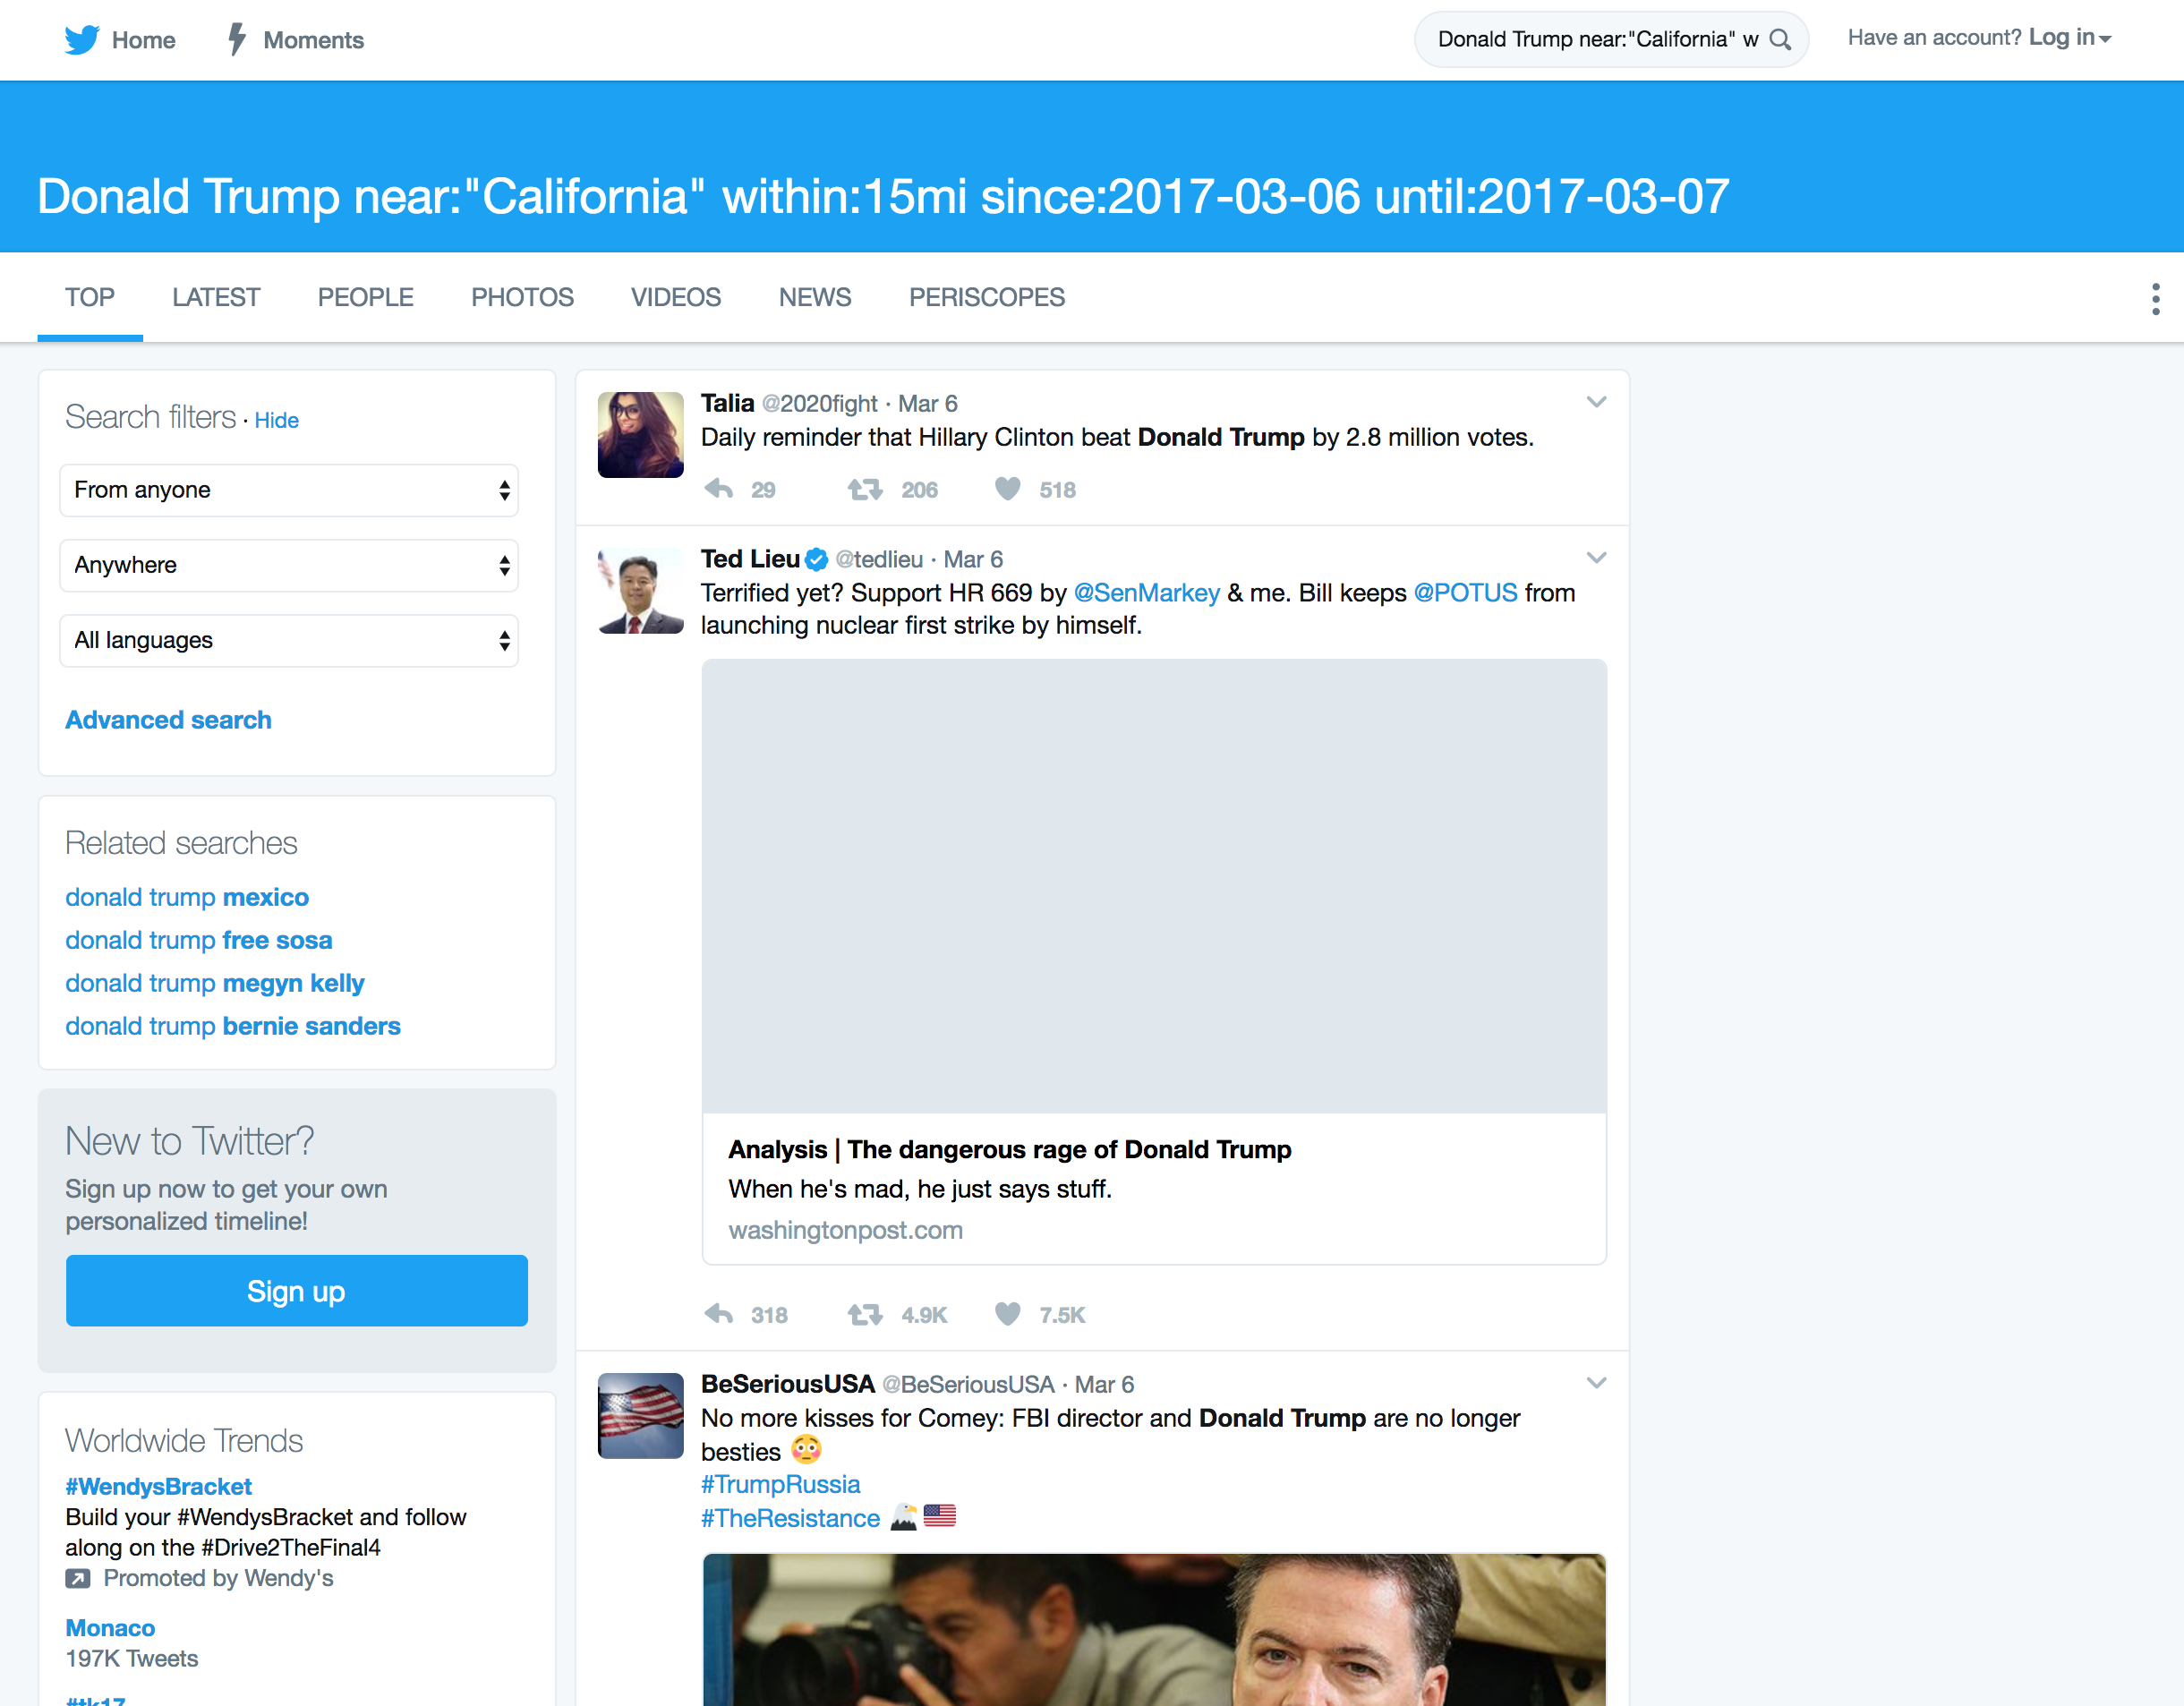 Home
Moments
Donald Trump near:"California" w
Have an account? Log in
Donald Trump near:"California" within:15mi since:2017-03-06 until:2017-03-07
TOP
LATEST
PEOPLE
PHOTOS
VIDEOS
NEWS
PERISCOPES
Search filters · Hide
From anyone
Anywhere
All languages
Advanced search
Related searches
donald trump mexico
donald trump free sosa
donald trump megyn kelly
donald trump bernie sanders
New to Twitter?
Sign up now to get your own
personalized timeline!
Sign up
Worldwide Trends
#WendysBracket
Build your #WendysBracket and follow
along on the #Drive2TheFinal4
Promoted by Wendy's
Monaco
197K Tweets
#tk17
Talia @2020fight · Mar 6
Daily reminder that Hillary Clinton beat Donald Trump by 2.8 million votes.
29 206 518
Ted Lieu @tedlieu · Mar 6
Terrified yet? Support HR 669 by @SenMarkey & me. Bill keeps @POTUS from
launching nuclear first strike by himself.
Analysis | The dangerous rage of Donald Trump
When he's mad, he just says stuff.
washingtonpost.com
318 4.9K 7.5K
BeSeriousUSA @BeSeriousUSA · Mar 6
No more kisses for Comey: FBI director and Donald Trump are no longer
besties 😳
#TrumpRussia
#TheResistance 🦅🇺🇸